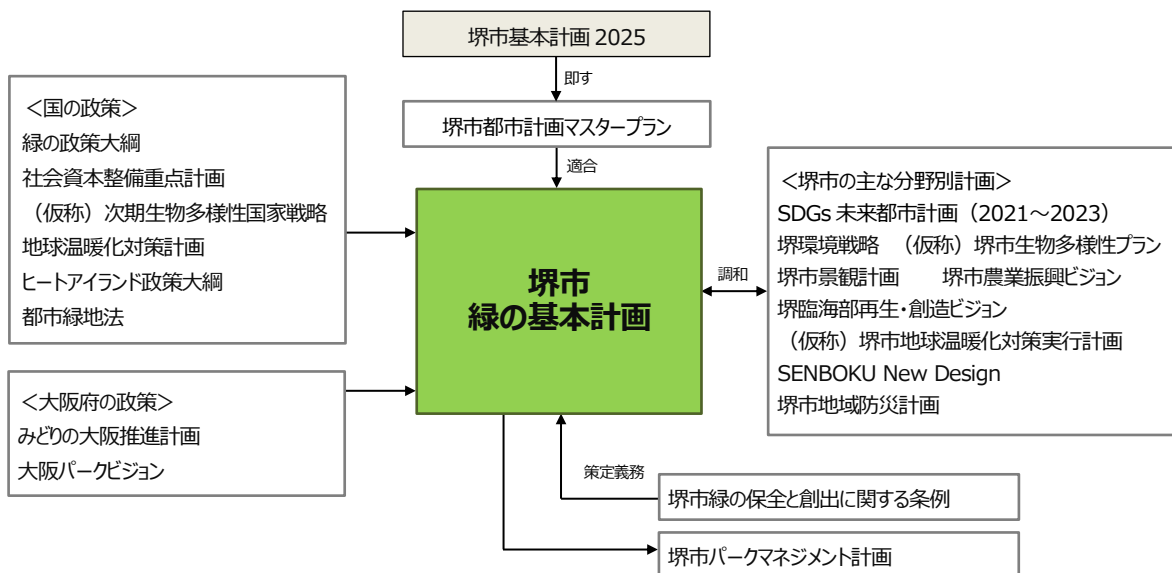 堺市基本計画 2025
即す
堺市都市計画マスタープラン
適合
＜国の政策＞
緑の政策大綱
社会資本整備重点計画
（仮称）次期生物多様性国家戦略
地球温暖化対策計画
ヒートアイランド政策大綱
都市緑地法
＜大阪府の政策＞
みどりの大阪推進計画
大阪パークビジョン
堺市
緑の基本計画
調和
＜堺市の主な分野別計画＞
SDGs 未来都市計画（2021～2023）
堺環境戦略　（仮称）堺市生物多様性プラン
堺市景観計画　　堺市農業振興ビジョン
堺臨海部再生・創造ビジョン
（仮称）堺市地球温暖化対策実行計画
SENBOKU New Design
堺市地域防災計画
策定義務
堺市緑の保全と創出に関する条例
堺市パークマネジメント計画